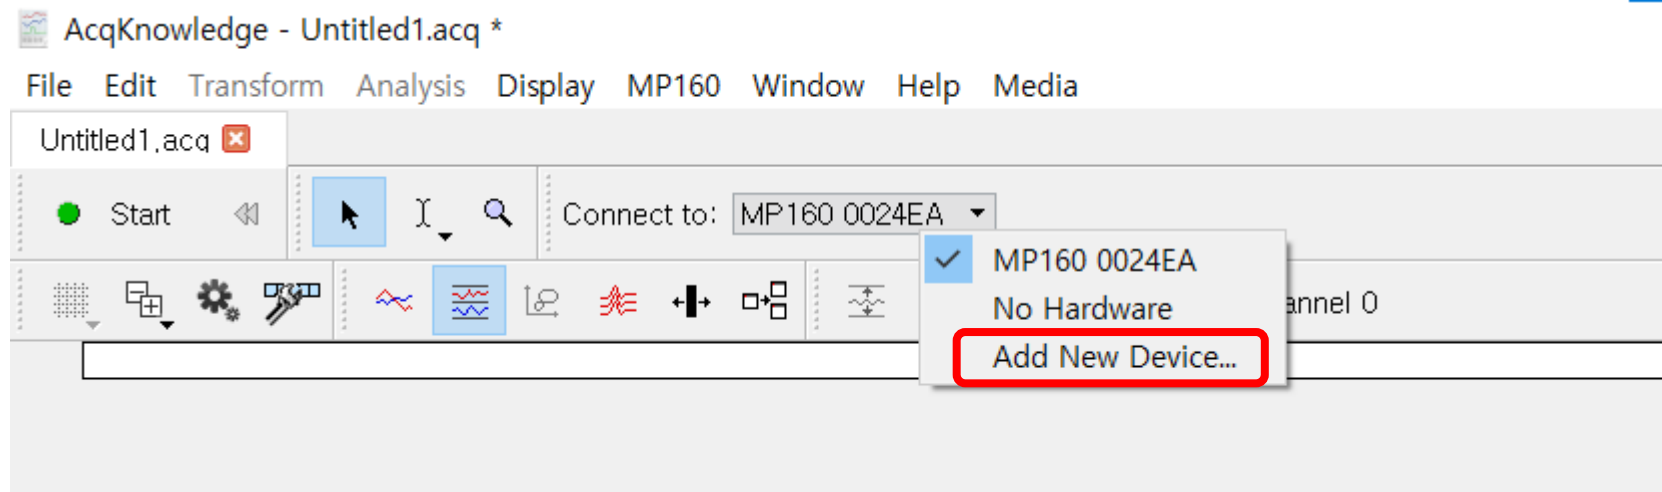 AcqKnowledge - Untitled1.acq *
File Edit Transform Analysis Display MP160 Window Help Media
Untitled1.acq
Start Connect to: MP160 0024EA
MP160 0024EA
No Hardware
annel 0
Add New Device...